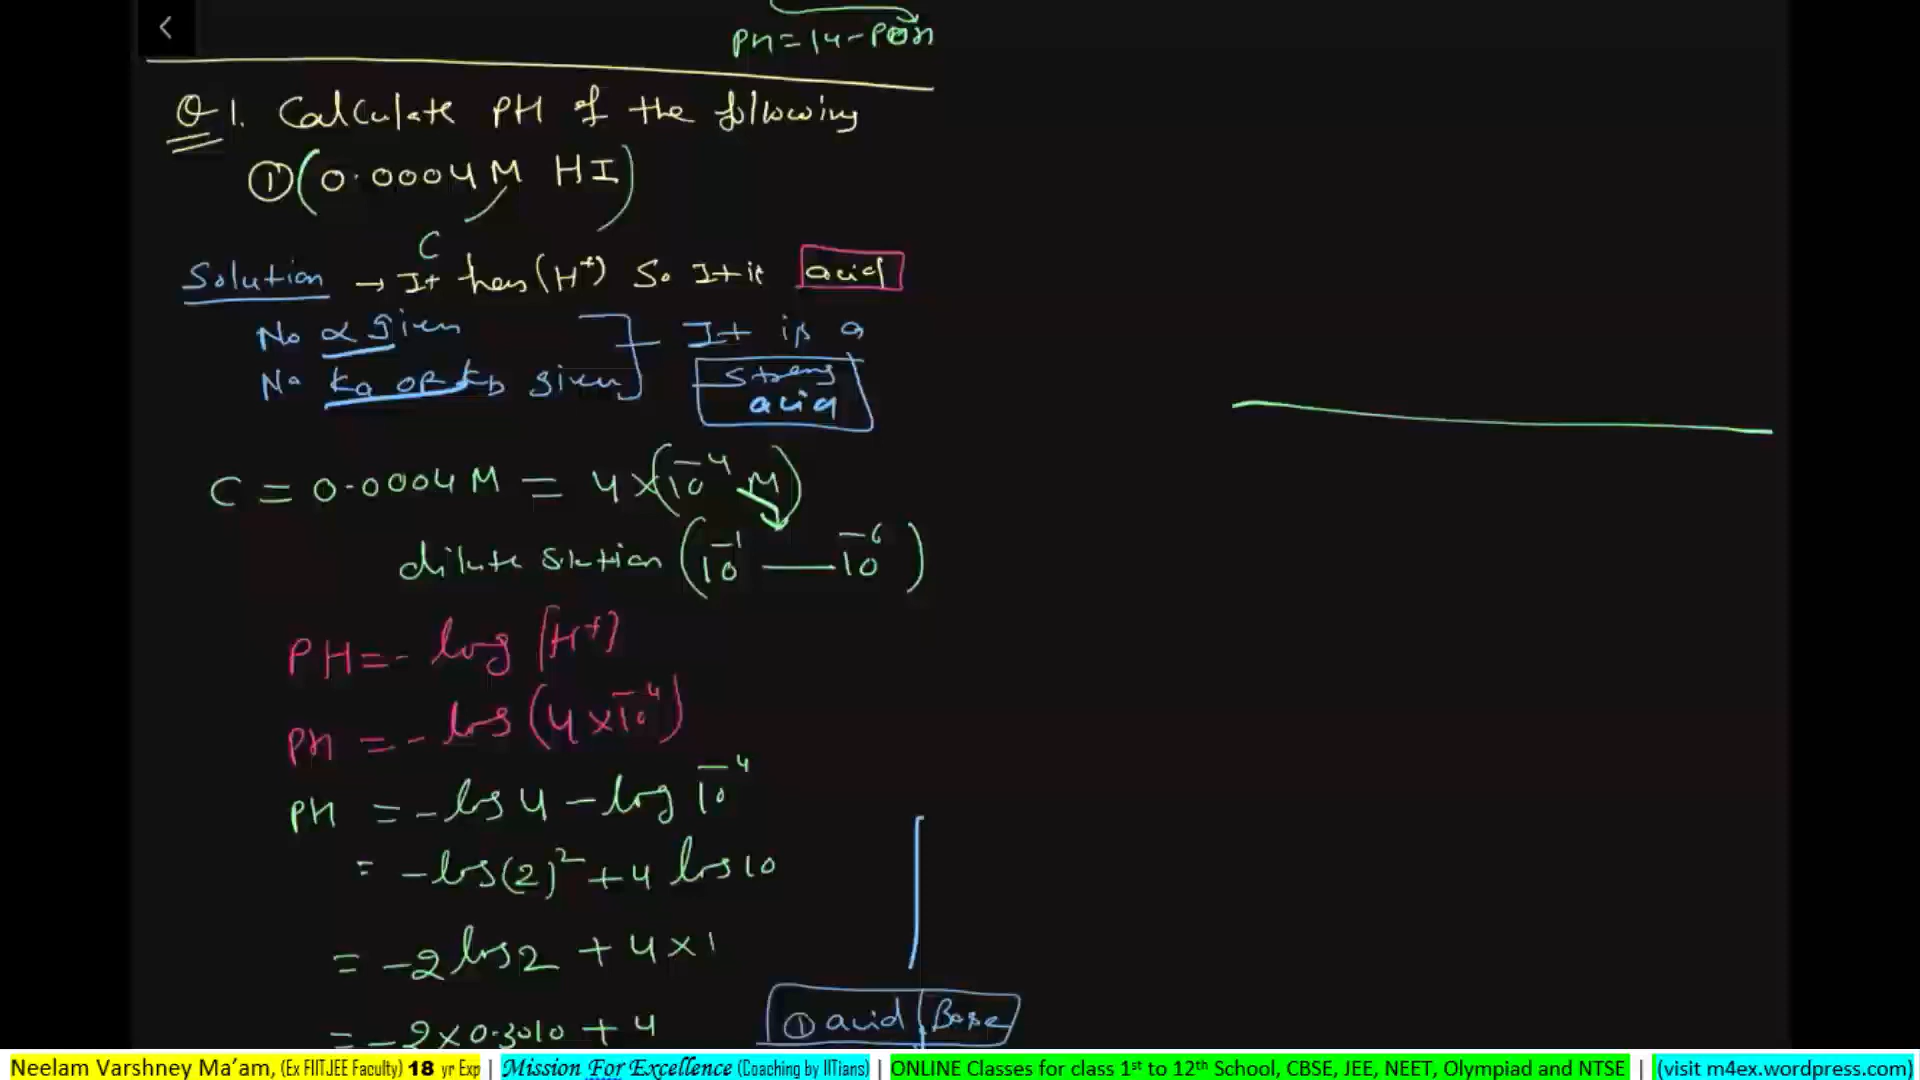 PH = 14 - POH
Q1. Calculate PH of the following
① (0.0004 M HI)
C
Solution → It has (H⁺) So It is acid
No α given
It is a
No Ka OR Kb given
Strong acid
C = 0.0004 M = 4 × (10⁻⁴ M)
dilute solution (10⁻¹ — 10⁻⁶)
PH = - log [H⁺]
PH = - log (4 × 10⁻⁴)
PH = - log 4 - log 10⁻⁴
= - log (2)² + 4 log 10
= -2 log 2 + 4 × 1
= -2 × 0.3010 + 4
① acid | Base
Neelam Varshney Ma'am, (Ex FIITJEE Faculty) 18 yr Exp | Mission For Excellence (Coaching by IITians) | ONLINE Classes for class 1st to 12th School, CBSE, JEE, NEET, Olympiad and NTSE | (visit m4ex.wordpress.com)